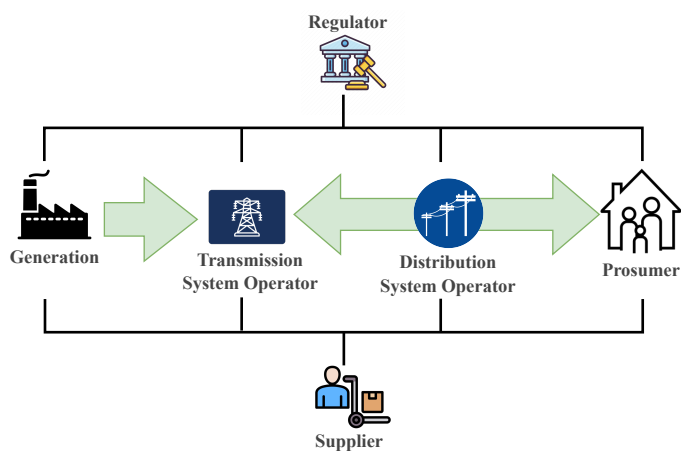 Regulator
Generation
Transmission
System Operator
Distribution
System Operator
Prosumer
Supplier